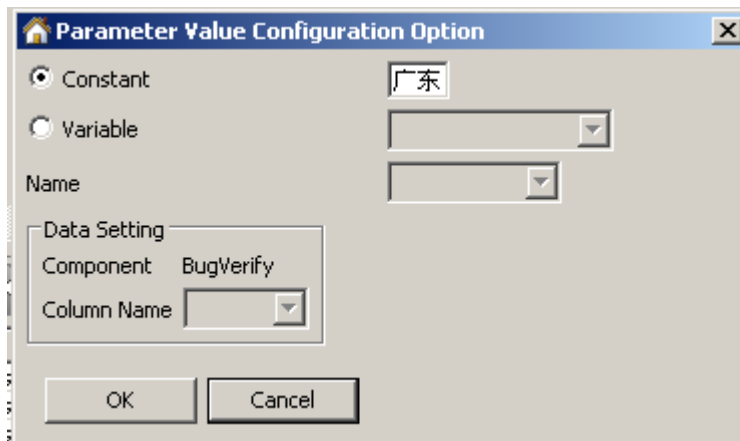 Parameter Value Configuration Option
Constant 广东
Variable
Name
Data Setting
Component BugVerify
Column Name
OK Cancel